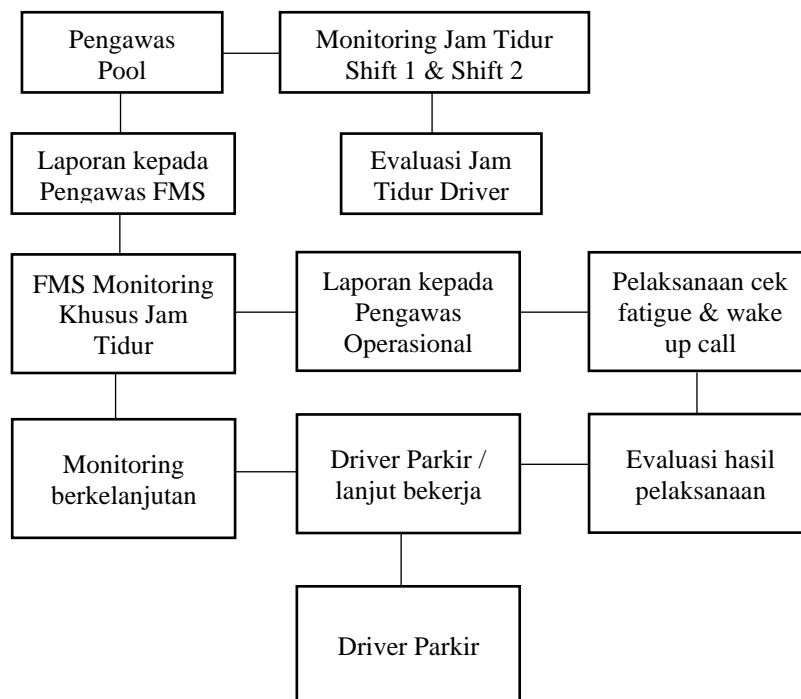 Pengawas
Pool
Monitoring Jam Tidur
Shift 1 & Shift 2
Laporan kepada
Pengawas FMS
Evaluasi Jam
Tidur Driver
FMS Monitoring
Khusus Jam
Tidur
Laporan kepada
Pengawas
Operasional
Pelaksanaan cek
fatigue & wake
up call
Monitoring
berkelanjutan
Driver Parkir /
lanjut bekerja
Evaluasi hasil
pelaksanaan
Driver Parkir